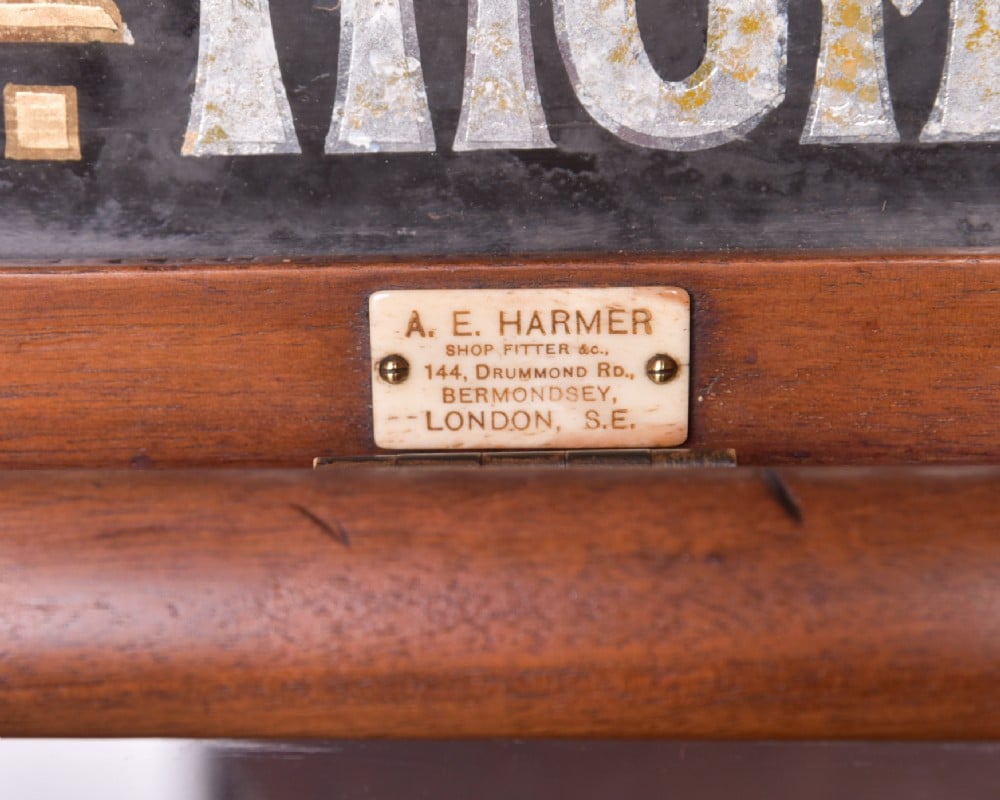 A. E. HARMER
SHOP FITTER &c.,
144, DRUMMOND RD.,
BERMONDSEY,
LONDON, S.E.